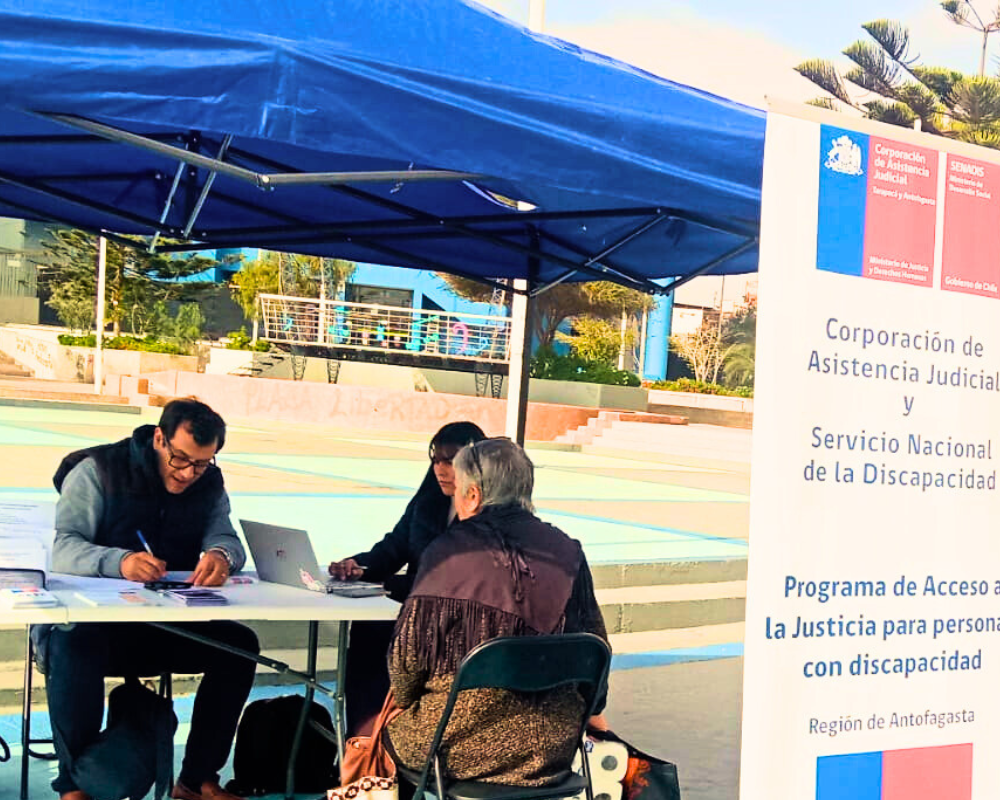 Corporación
de Asistencia
Judicial
Tarapacá y Antofagasta
Ministerio de Justicia
y Derechos Humanos
SENADIS
Ministerio de
Desarrollo Social
Gobierno de Chile
Corporación de
Asistencia Judicial
y
Servicio Nacional
de la Discapacidad
Programa de Acceso a
la Justicia para persona
con discapacidad
Región de Antofagasta
PLAZA LIBERTAD